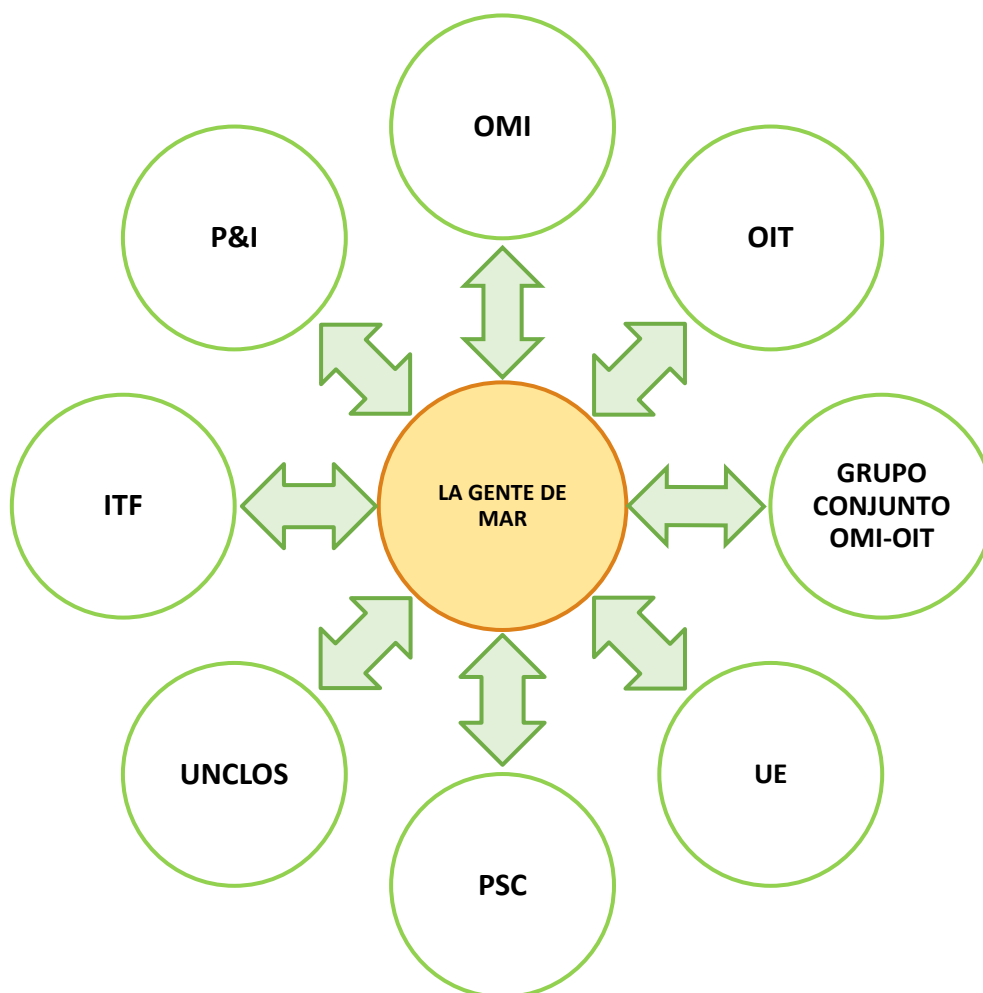 OMI
P&I
OIT
ITF
LA GENTE DE
MAR
GRUPO
CONJUNTO
OMI-OIT
UNCLOS
UE
PSC